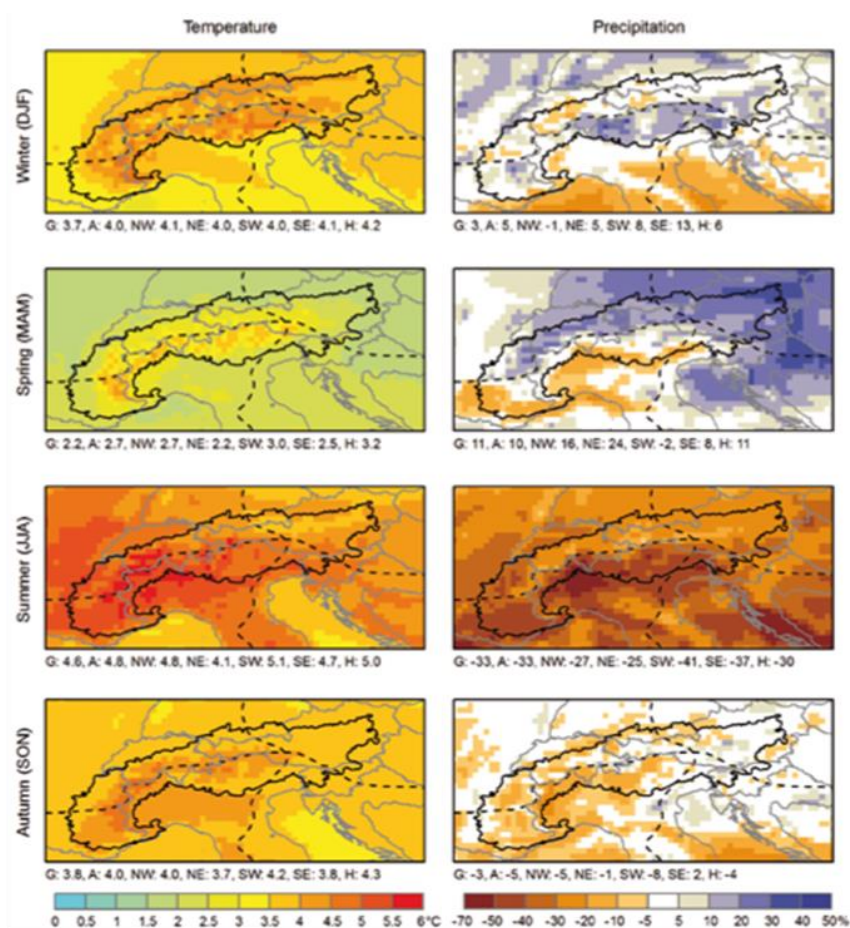 Temperature
Precipitation
Winter (DJF)
G: 3.7, A: 4.0, NW: 4.1, NE: 4.0, SW: 4.0, SE: 4.1, H: 4.2
G: 3, A: 5, NW: -1, NE: 5, SW: 8, SE: 13, H: 6
Spring (MAM)
G: 2.2, A: 2.7, NW: 2.7, NE: 2.2, SW: 3.0, SE: 2.5, H: 3.2
G: 11, A: 10, NW: 16, NE: 24, SW: -2, SE: 8, H: 11
Summer (JJA)
G: 4.6, A: 4.8, NW: 4.8, NE: 4.1, SW: 5.1, SE: 4.7, H: 5.0
G: -33, A: -33, NW: -27, NE: -25, SW: -41, SE: -37, H: -30
Autumn (SON)
G: 3.8, A: 4.0, NW: 4.0, NE: 3.7, SW: 4.2, SE: 3.8, H: 4.3
G: -3, A: -5, NW: -5, NE: -1, SW: -8, SE: 2, H: -4
0 0.5 1 1.5 2 2.5 3 3.5 4 4.5 5 5.5 6°C
-70 -50 -40 -30 -20 -10 -5 5 10 20 30 40 50%